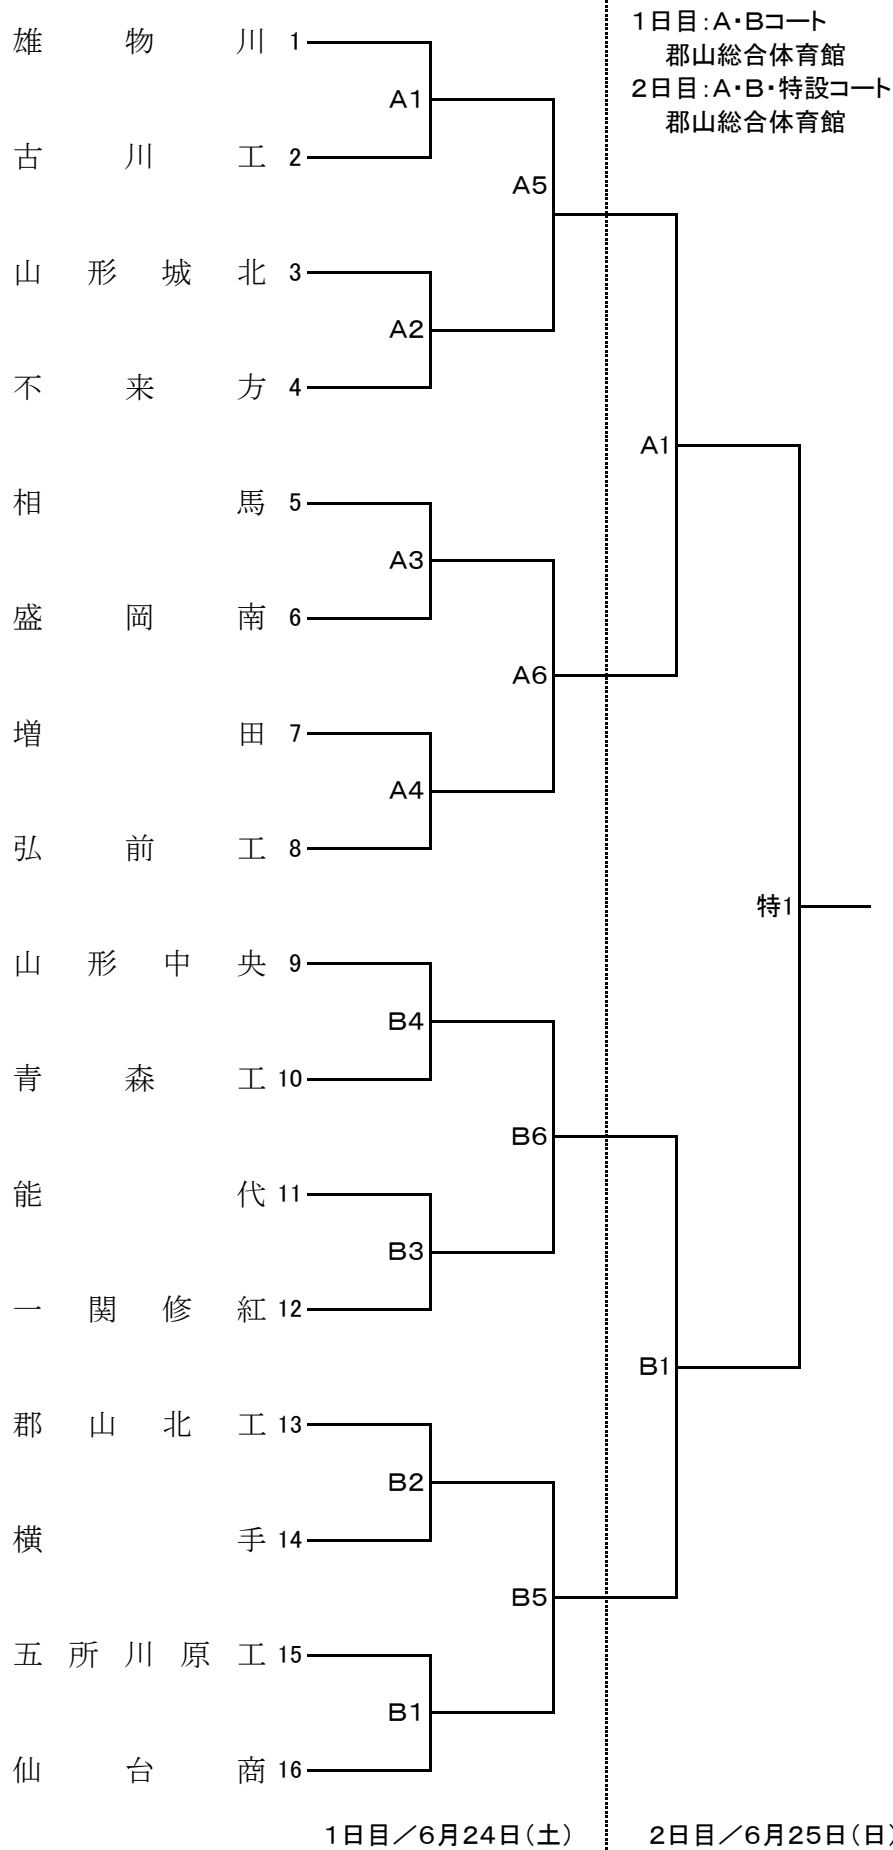 1日目：A・Bコート
郡山総合体育館
2日目：A・B・特設コート
郡山総合体育館
雄物川 1
A1
古川工 2
A5
山形城北 3
A2
不来方 4
A1
相馬 5
A3
盛岡南 6
A6
増田 7
A4
弘前工 8
特1
山形中央 9
B4
青森工 10
B6
能代 11
B3
一関修紅 12
B1
郡山北工 13
B2
横手 14
B5
五所川原工 15
B1
仙台商 16
1日目／6月24日（土）
2日目／6月25日（日）